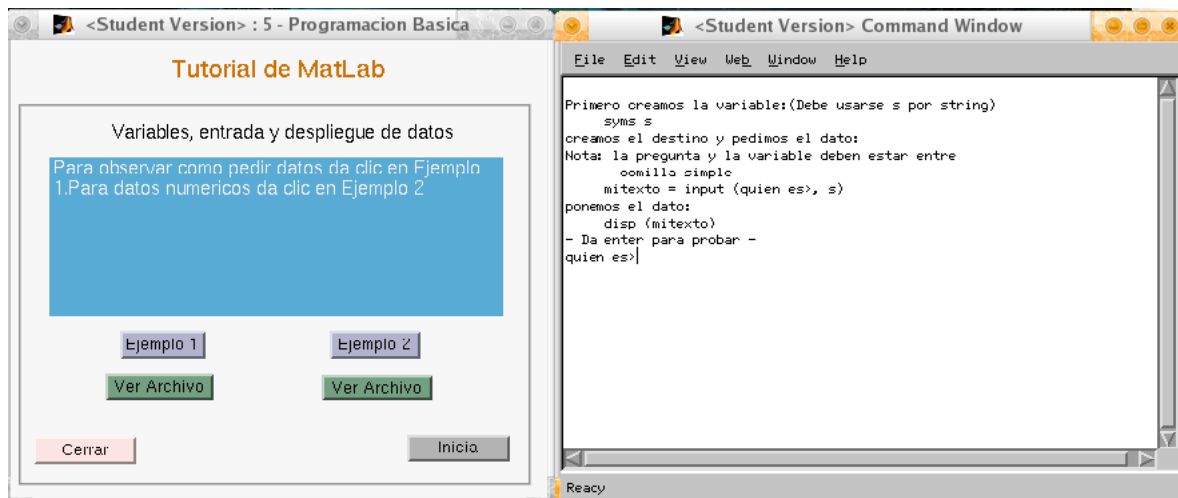 <Student Version> : 5 - Programacion Basica
Tutorial de MatLab
Variables, entrada y despliegue de datos
Para observar como pedir datos da clic en Ejemplo
1.Para datos numericos da clic en Ejemplo 2
Ejemplo 1
Ejemplo 2
Ver Archivo
Ver Archivo
Cerrar
Inicia
<Student Version> Command Window
File Edit View Web Window Help
Primero creamos la variable:(Debe usarse s por string)
syms s
creamos el destino y pedimos el dato:
Nota: la pregunta y la variable deben estar entre
comilla simple
mitexto = input (quien es>, s)
ponemos el dato:
disp (mitexto)
- Da enter para probar -
quien es>
Ready